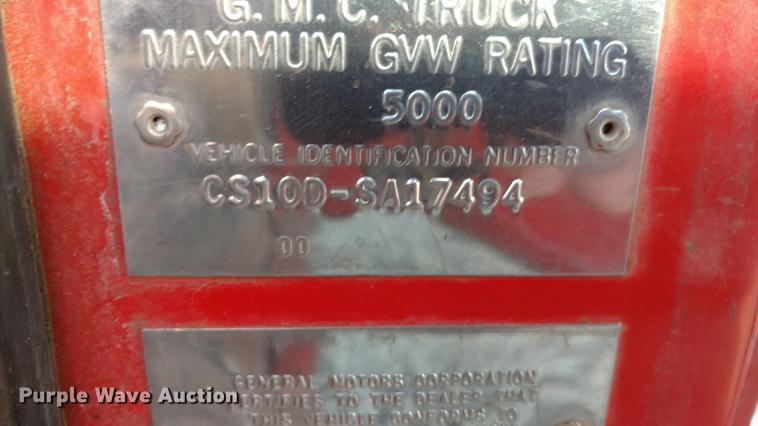 G. M. C. TRUCK
MAXIMUM GVW RATING
5000
VEHICLE IDENTIFICATION NUMBER
CS10D-SA17494
00
GENERAL MOTORS CORPORATION
CERTIFIES TO THE DEALER, THAT
THIS VEHICLE CONFORMS TO
Purple Wave Auction